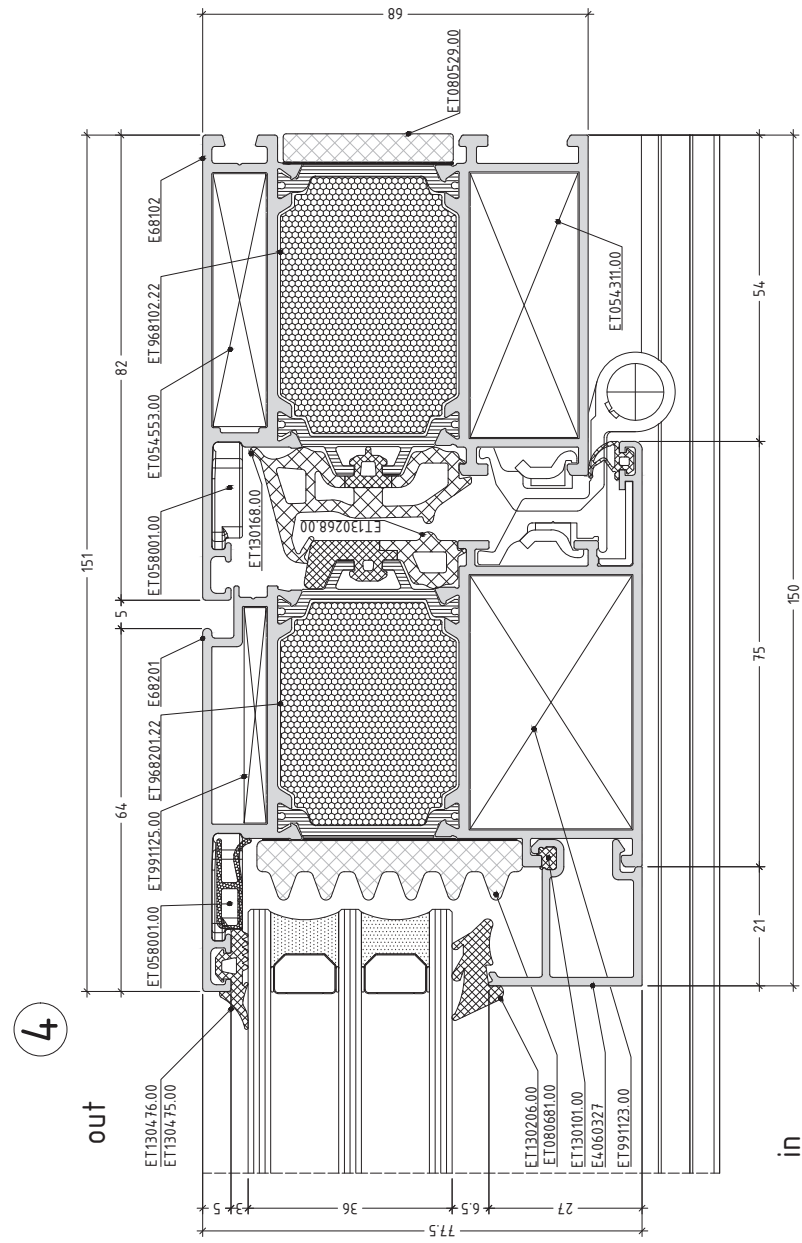 4
out
in
151
64
5
82
ET130476.00
ET130475.00
ET058001.00
ET991125.00
ET968201.22
E68201
ET058001.00
ET054553.00
ET968102.22
E68102
ET130168.00
ET130268.00
ET080529.00
68
ET054311.00
ET130206.00
ET080681.00
ET130101.00
E4060327
ET991123.00
21
75
54
150
5
3
36
6.5
27
77.5